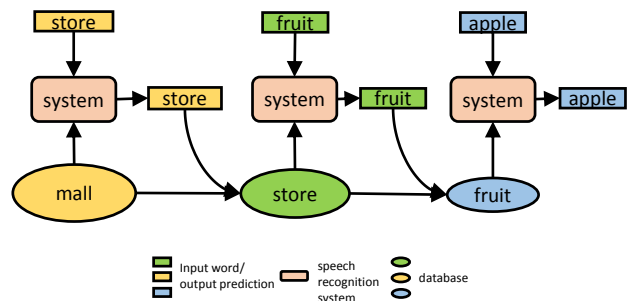 store
fruit
apple
system
store
system
fruit
system
apple
mall
store
fruit
Input word/
output prediction
speech
recognition
system
database